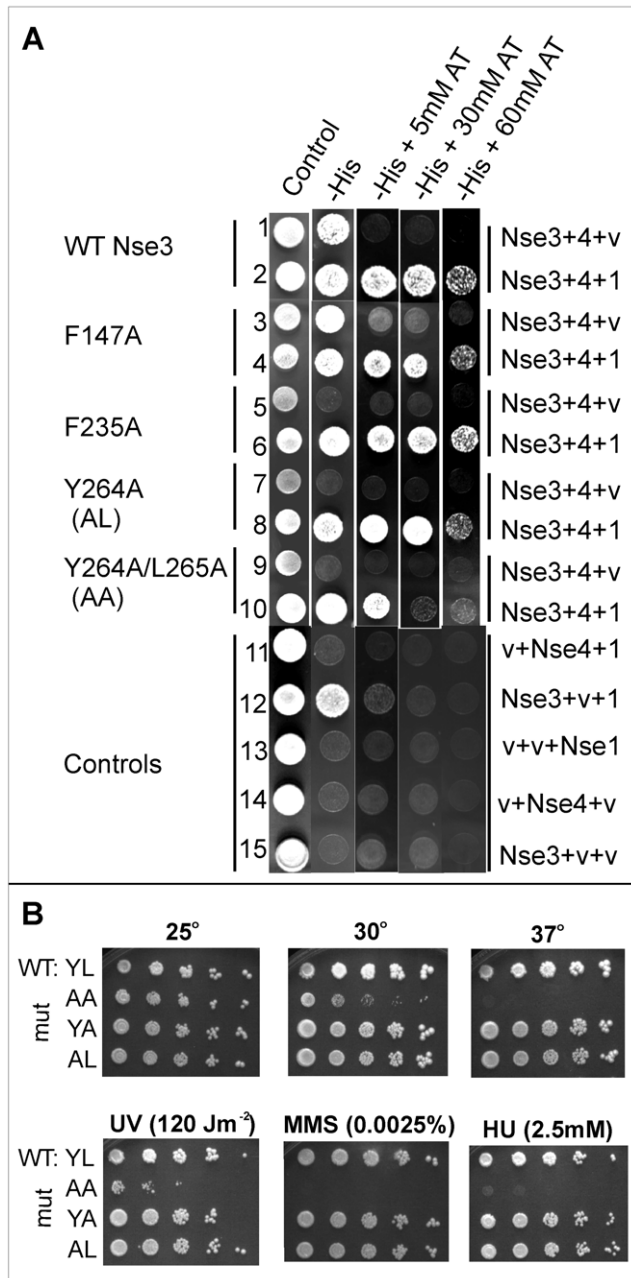 A
Control
-His
-His + 5mM AT
-His + 30mM AT
-His + 60mM AT
WT Nse3
1 Nse3+4+v
2 Nse3+4+1
F147A
3 Nse3+4+v
4 Nse3+4+1
F235A
5 Nse3+4+v
6 Nse3+4+1
Y264A
(AL)
7 Nse3+4+v
8 Nse3+4+1
Y264A/L265A
(AA)
9 Nse3+4+v
10 Nse3+4+1
Controls
11 v+Nse4+1
12 Nse3+v+1
13 v+v+Nse1
14 v+Nse4+v
15 Nse3+v+v
B
25° 30° 37°
WT: YL
mut
AA
YA
AL
UV (120 Jm⁻²) MMS (0.0025%) HU (2.5mM)
WT: YL
mut
AA
YA
AL